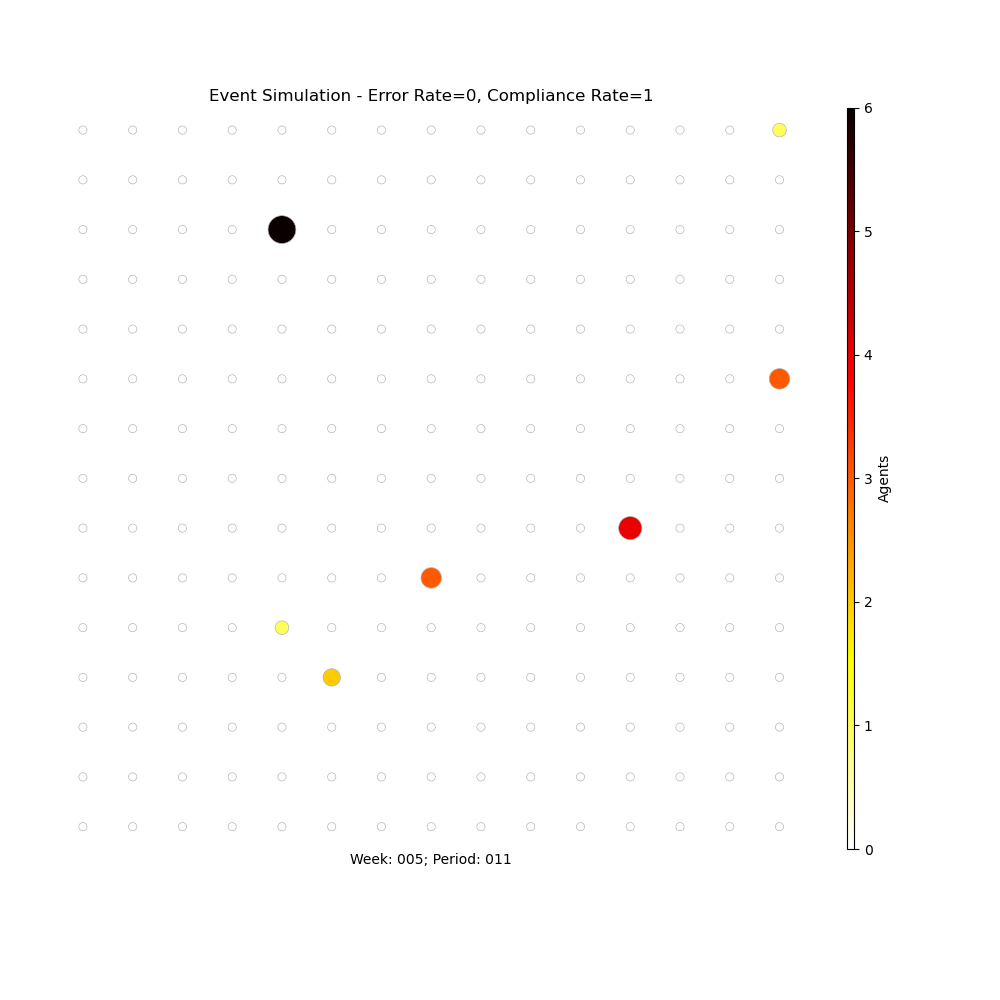 Event Simulation - Error Rate=0, Compliance Rate=1
6
5
4
3
2
1
0
Agents
Week: 005; Period: 011